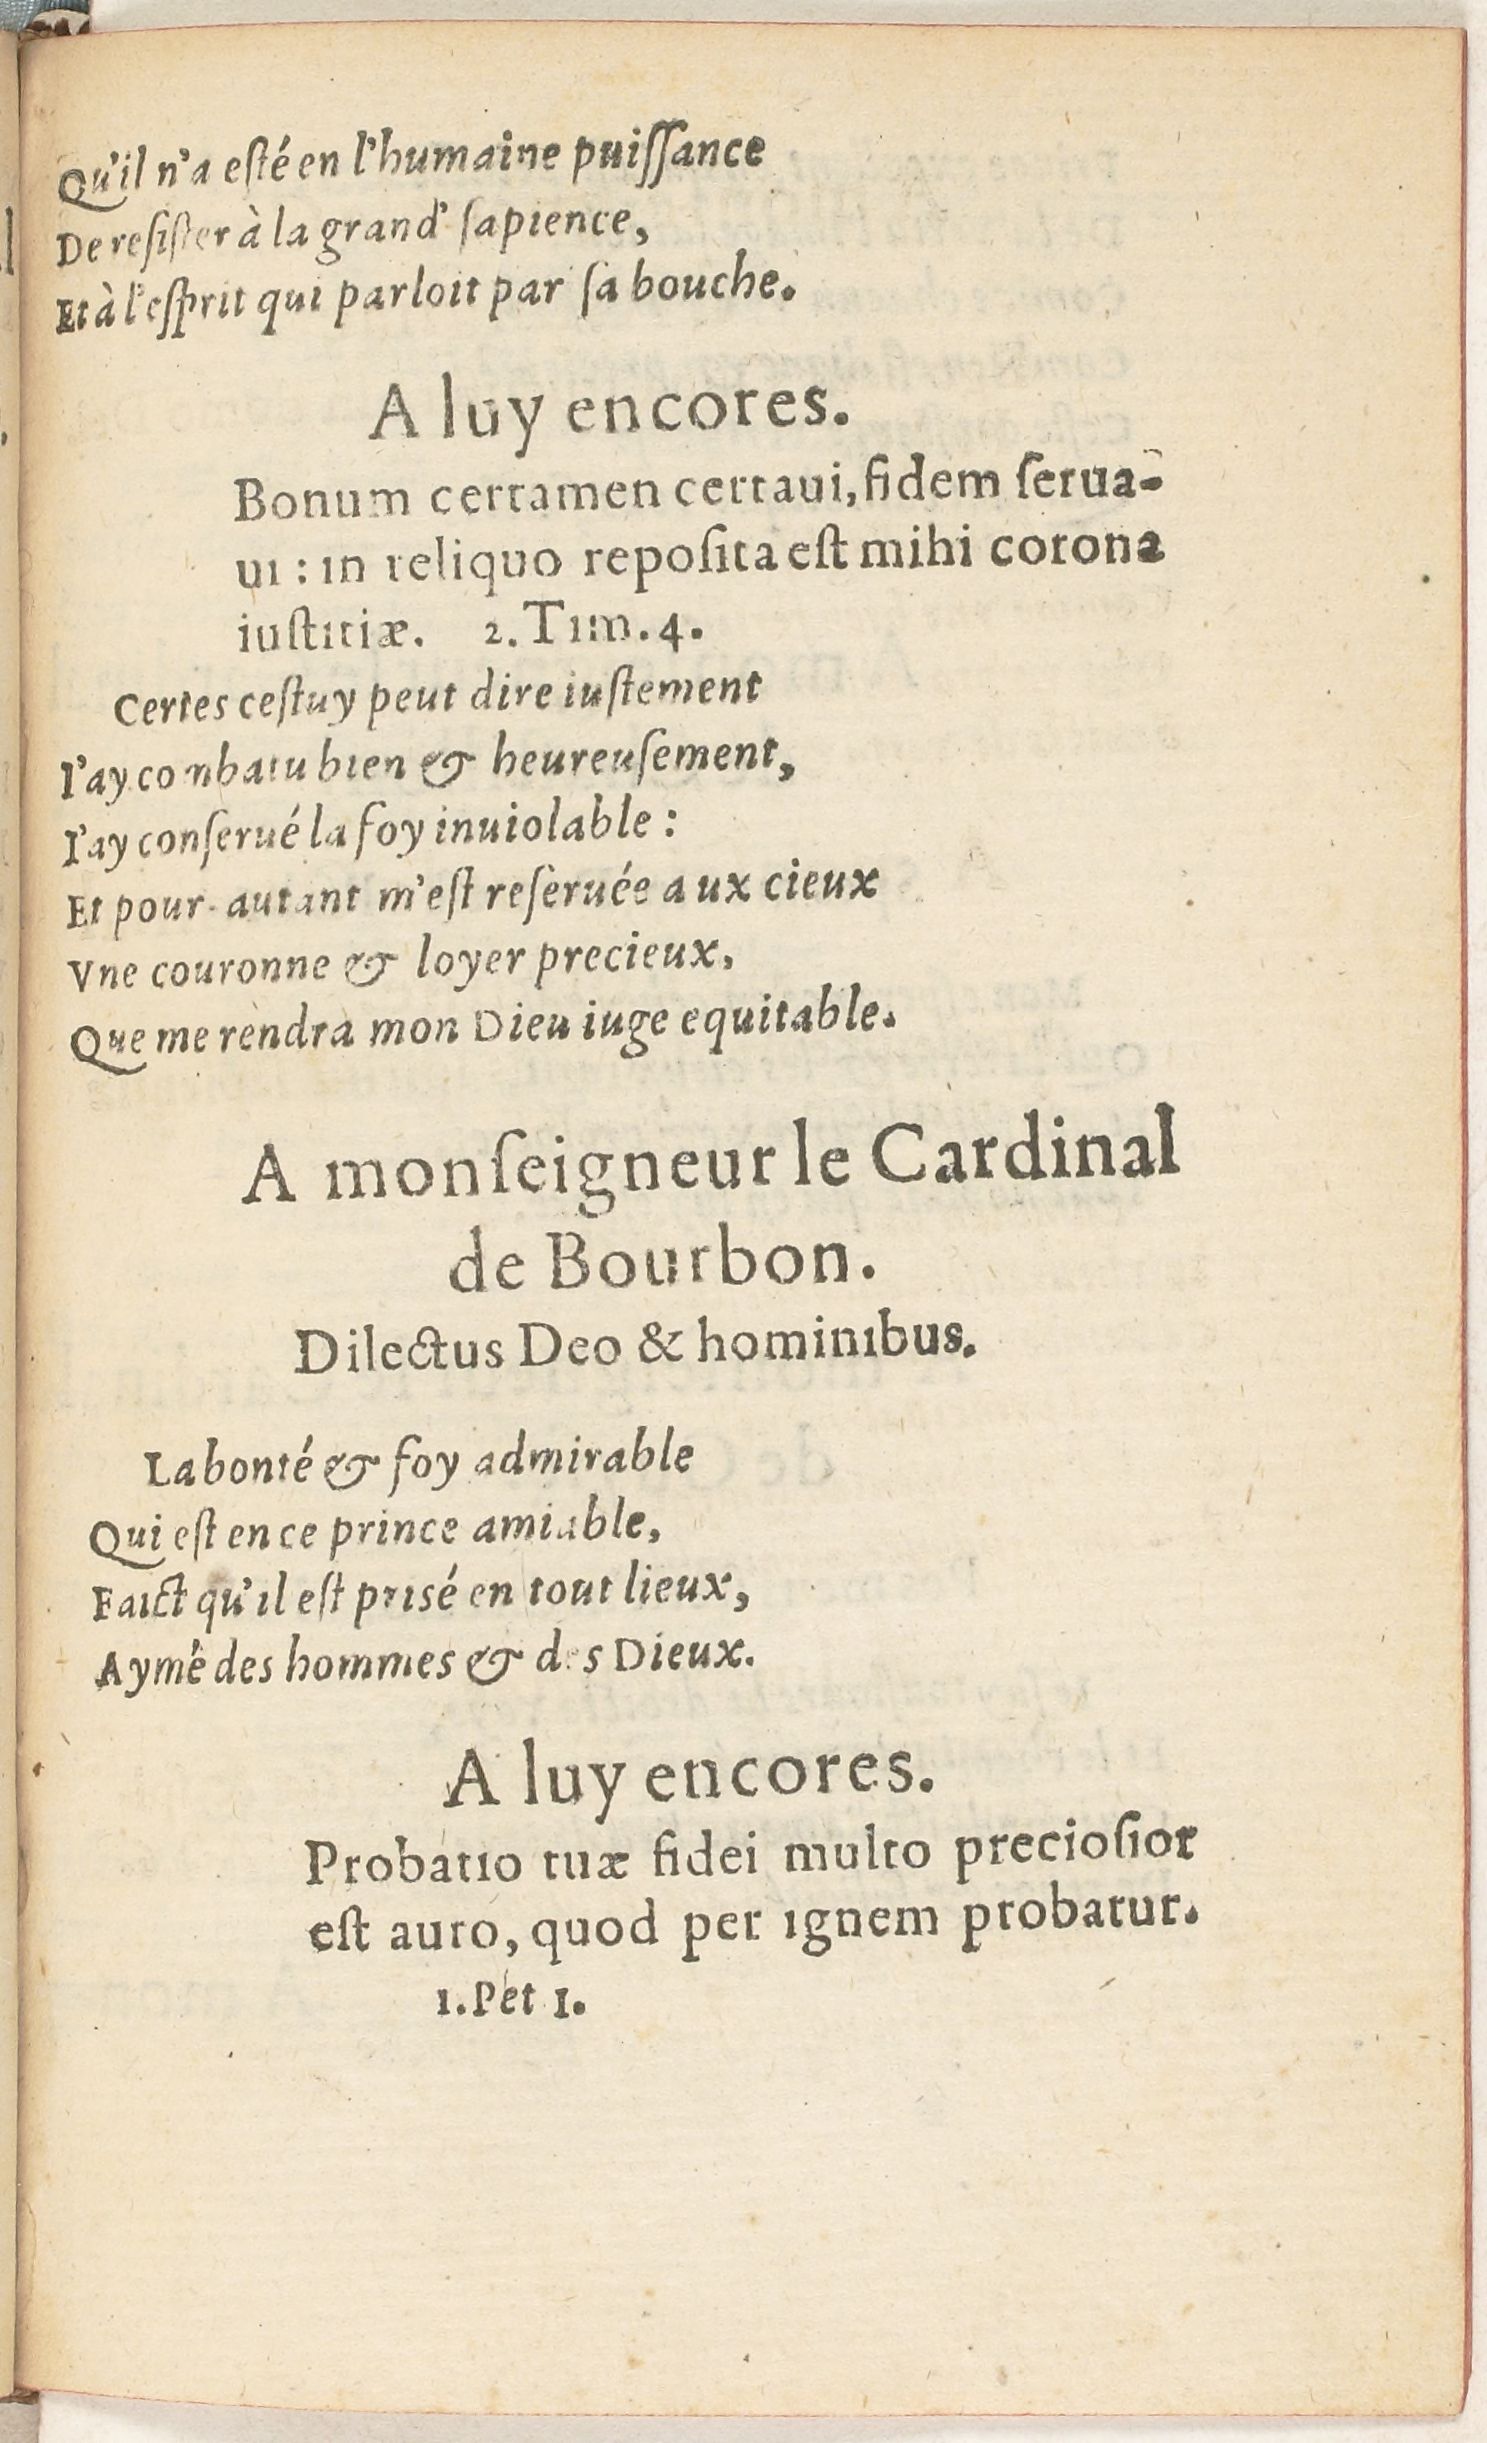 Qu'il n'a eſté en l'humaine puiſſance
De reſiſter à la grand' ſapience,
Et à l'eſprit qui parloit par ſa bouche.
A luy encores.
Bonum certamen certaui, fidem ſerua-
ui : in reliquo repoſita eſt mihi corona
iuſtitiæ. 2. Tim. 4.
Certes ceſtuy peut dire iuſtement
I'ay combatu bien & heureuſement,
I'ay conſerué la foy inuiolable :
Et pour-autant m'eſt reſeruée aux cieux
Vne couronne & loyer precieux,
Que me rendra mon Dieu iuge equitable.
A monſeigneur le Cardinal
de Bourbon.
Dilectus Deo & hominibus.
La bonté & foy admirable
Qui eſt en ce prince amiable,
Faict qu'il eſt prisé en tout lieux,
Aymé des hommes & des Dieux.
A luy encores.
Probatio tuæ fidei multo precioſior
eſt auro, quod per ignem probatur.
1. Pet 1.